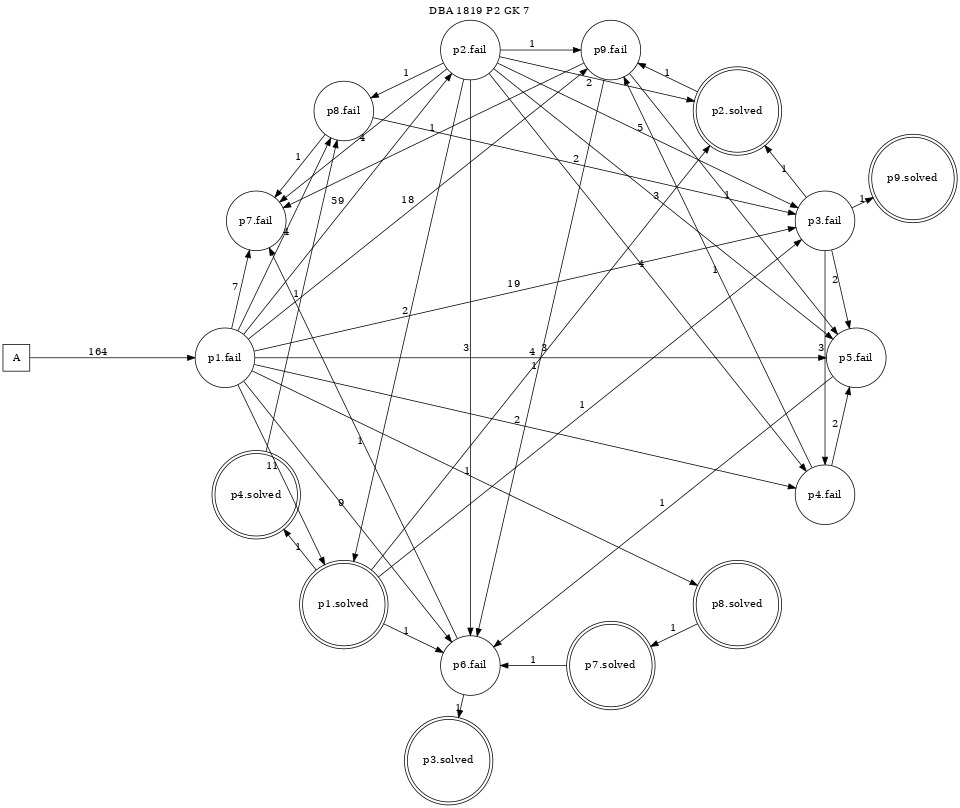 DBA 1819 P2 GK 7
p2.fail
1
p9.fail
1
1
2
p8.fail
p2.solved
1
4
1
5
1
2
p9.solved
p7.fail
59
18
3
1
1
p3.fail
4
7
1
2
19
4
1
2
A
164
p1.fail
3
4
3
1
3
p5.fail
1
2
1
2
11
1
p4.solved
9
1
p4.fail
1
p1.solved
1
p8.solved
1
p6.fail
1
p7.solved
1
p3.solved